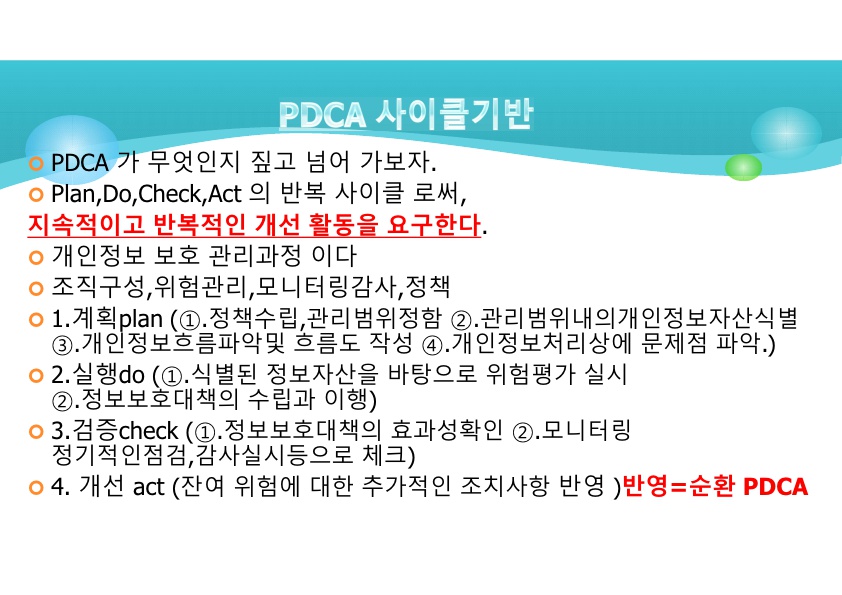 PDCA 사이클기반
PDCA 가 무엇인지 짚고 넘어 가보자.
Plan,Do,Check,Act 의 반복 사이클 로써,
지속적이고 반복적인 개선 활동을 요구한다.
개인정보 보호 관리과정 이다
조직구성,위험관리,모니터링감사,정책
1.계획plan (①.정책수립,관리범위정함 ②.관리범위내의개인정보자산식별
③.개인정보흐름파악및 흐름도 작성 ④.개인정보처리상에 문제점 파악.)
2.실행do (①.식별된 정보자산을 바탕으로 위험평가 실시
②.정보보호대책의 수립과 이행)
3.검증check (①.정보보호대책의 효과성확인 ②.모니터링
정기적인점검,감사실시등으로 체크)
4. 개선 act (잔여 위험에 대한 추가적인 조치사항 반영 )반영=순환 PDCA